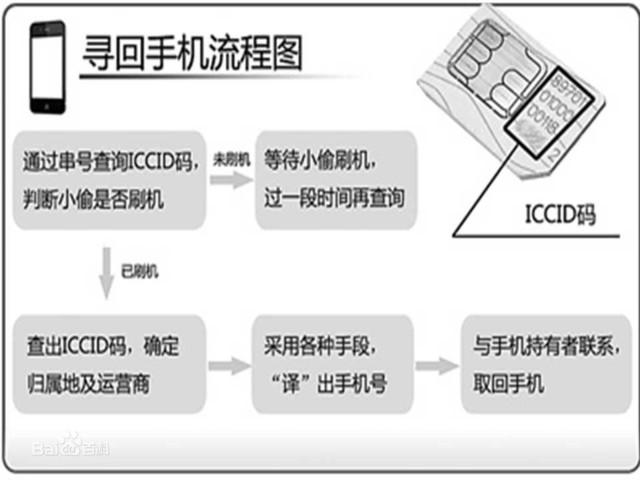 寻回手机流程图
89701
01000
00118
2
ICCID码
通过串号查询ICCID码，
判断小偷是否刷机
未刷机
等待小偷刷机，
过一段时间再查询
已刷机
查出ICCID码，确定
归属地及运营商
采用各种手段，
“译”出手机号
与手机持有者联系，
取回手机
Bai百科